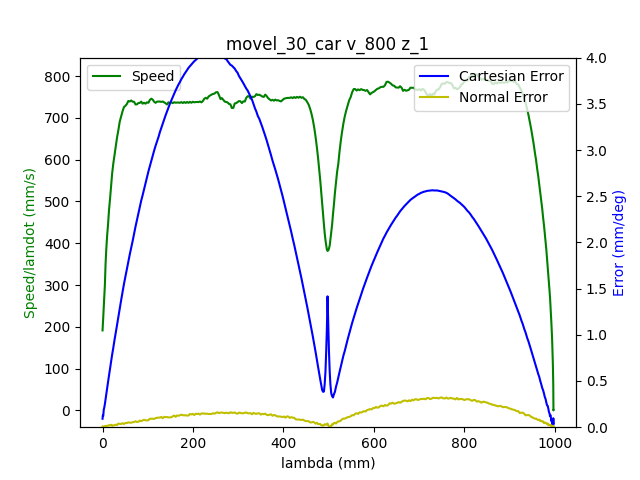 movel_30_car v_800 z_1
Speed
Cartesian Error
Normal Error
800
700
600
500
400
300
200
100
0
Speed/lamdot (mm/s)
4.0
3.5
3.0
2.5
2.0
1.5
1.0
0.5
0.0
Error (mm/deg)
0 200 400 600 800 1000
lambda (mm)